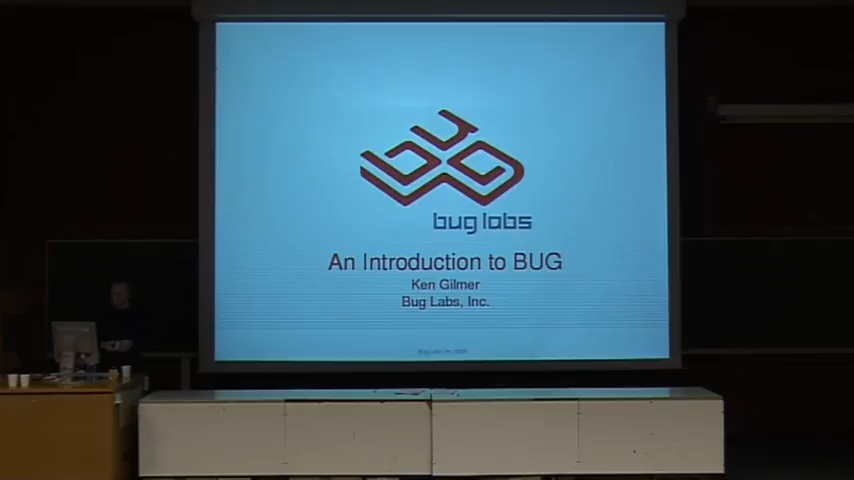 bug labs
An Introduction to BUG
Ken Gilmer
Bug Labs, Inc.